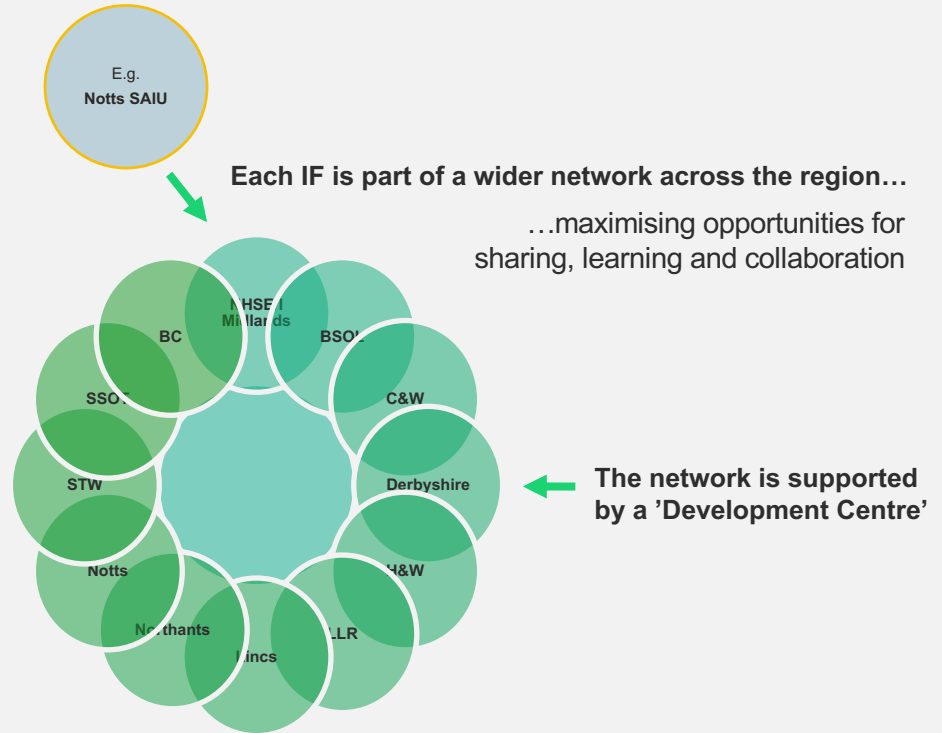 E.g.
Notts SAIU
Each IF is part of a wider network across the region…
…maximising opportunities for
sharing, learning and collaboration
NHSE/I
Midlands
BC
BSOL
SSOT
C&W
STW
Derbyshire
The network is supported
by a ’Development Centre’
Notts
H&W
Northants
LLR
Lincs